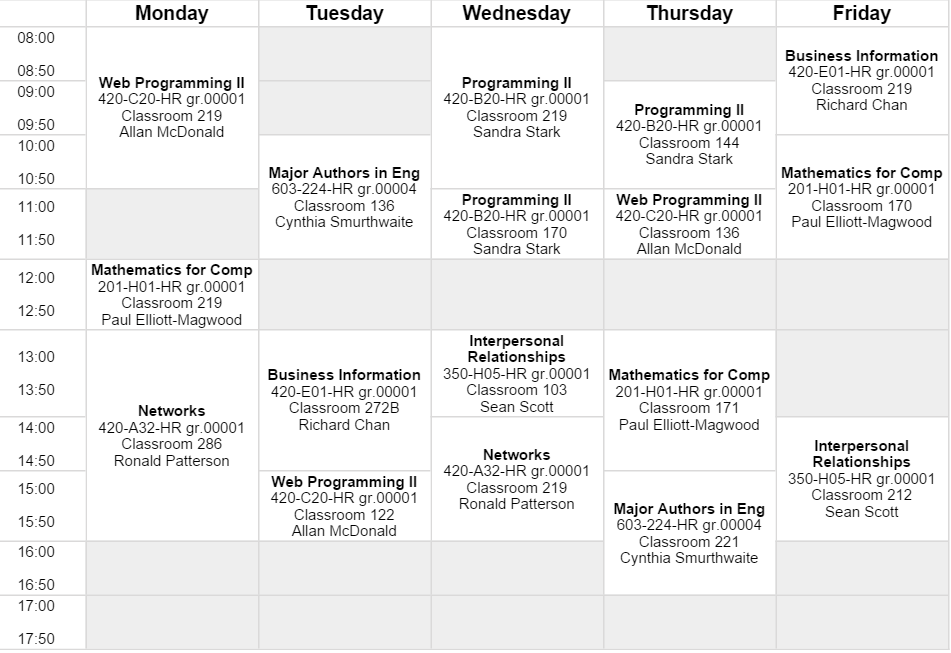 Monday Tuesday Wednesday Thursday Friday
08:00
08:50
09:00
09:50
10:00
10:50
11:00
11:50
12:00
12:50
13:00
13:50
14:00
14:50
15:00
15:50
16:00
16:50
17:00
17:50
Web Programming II
420-C20-HR gr.00001
Classroom 219
Allan McDonald
Mathematics for Comp
201-H01-HR gr.00001
Classroom 219
Paul Elliott-Magwood
Networks
420-A32-HR gr.00001
Classroom 286
Ronald Patterson
Major Authors in Eng
603-224-HR gr.00004
Classroom 136
Cynthia Smurthwaite
Business Information
420-E01-HR gr.00001
Classroom 272B
Richard Chan
Web Programming II
420-C20-HR gr.00001
Classroom 122
Allan McDonald
Programming II
420-B20-HR gr.00001
Classroom 219
Sandra Stark
Programming II
420-B20-HR gr.00001
Classroom 170
Sandra Stark
Interpersonal
Relationships
350-H05-HR gr.00001
Classroom 103
Sean Scott
Networks
420-A32-HR gr.00001
Classroom 219
Ronald Patterson
Programming II
420-B20-HR gr.00001
Classroom 144
Sandra Stark
Web Programming II
420-C20-HR gr.00001
Classroom 136
Allan McDonald
Mathematics for Comp
201-H01-HR gr.00001
Classroom 171
Paul Elliott-Magwood
Major Authors in Eng
603-224-HR gr.00004
Classroom 221
Cynthia Smurthwaite
Business Information
420-E01-HR gr.00001
Classroom 219
Richard Chan
Mathematics for Comp
201-H01-HR gr.00001
Classroom 170
Paul Elliott-Magwood
Interpersonal
Relationships
350-H05-HR gr.00001
Classroom 212
Sean Scott